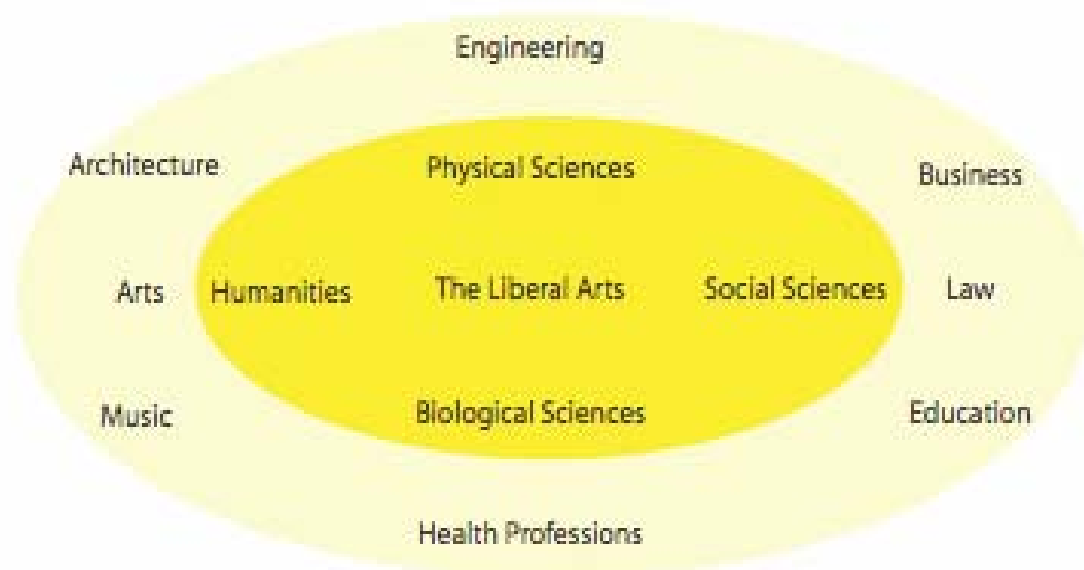 Engineering
Architecture
Physical Sciences
Business
Arts
Humanities
The Liberal Arts
Social Sciences
Law
Music
Biological Sciences
Education
Health Professions